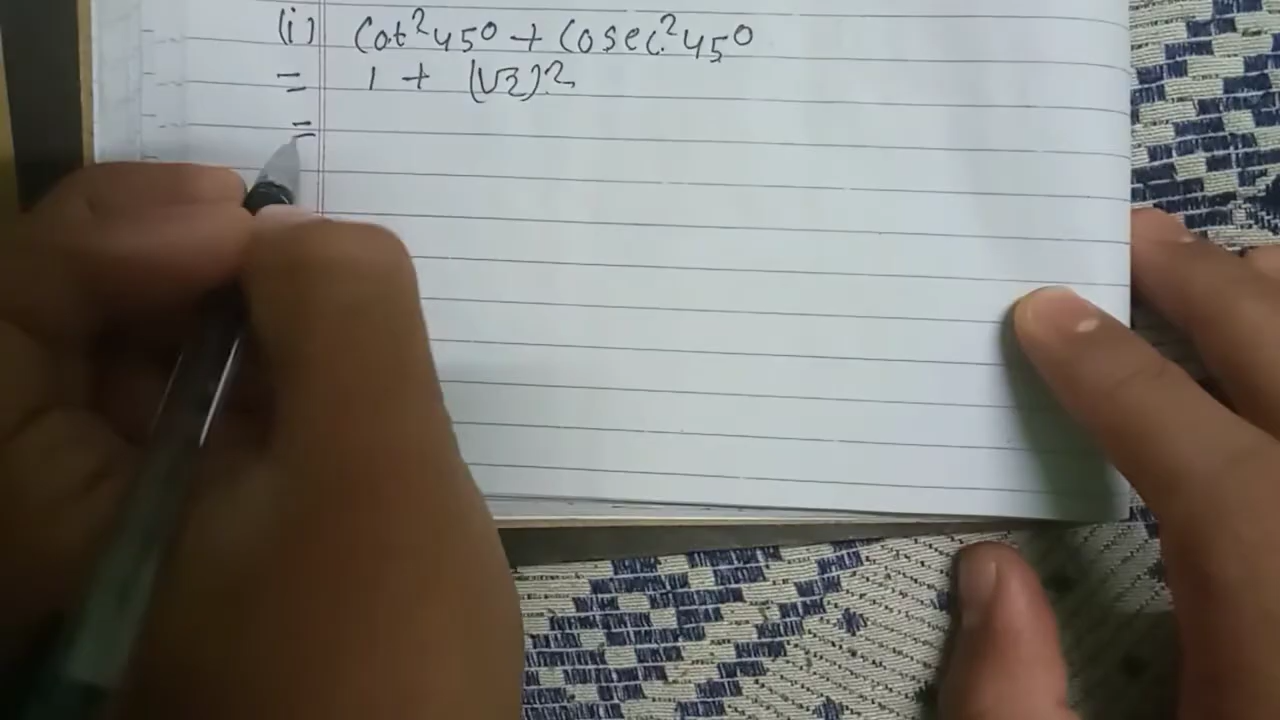 (i) Cot²45° + Cosec²45°
= 1 + (√2)²
=